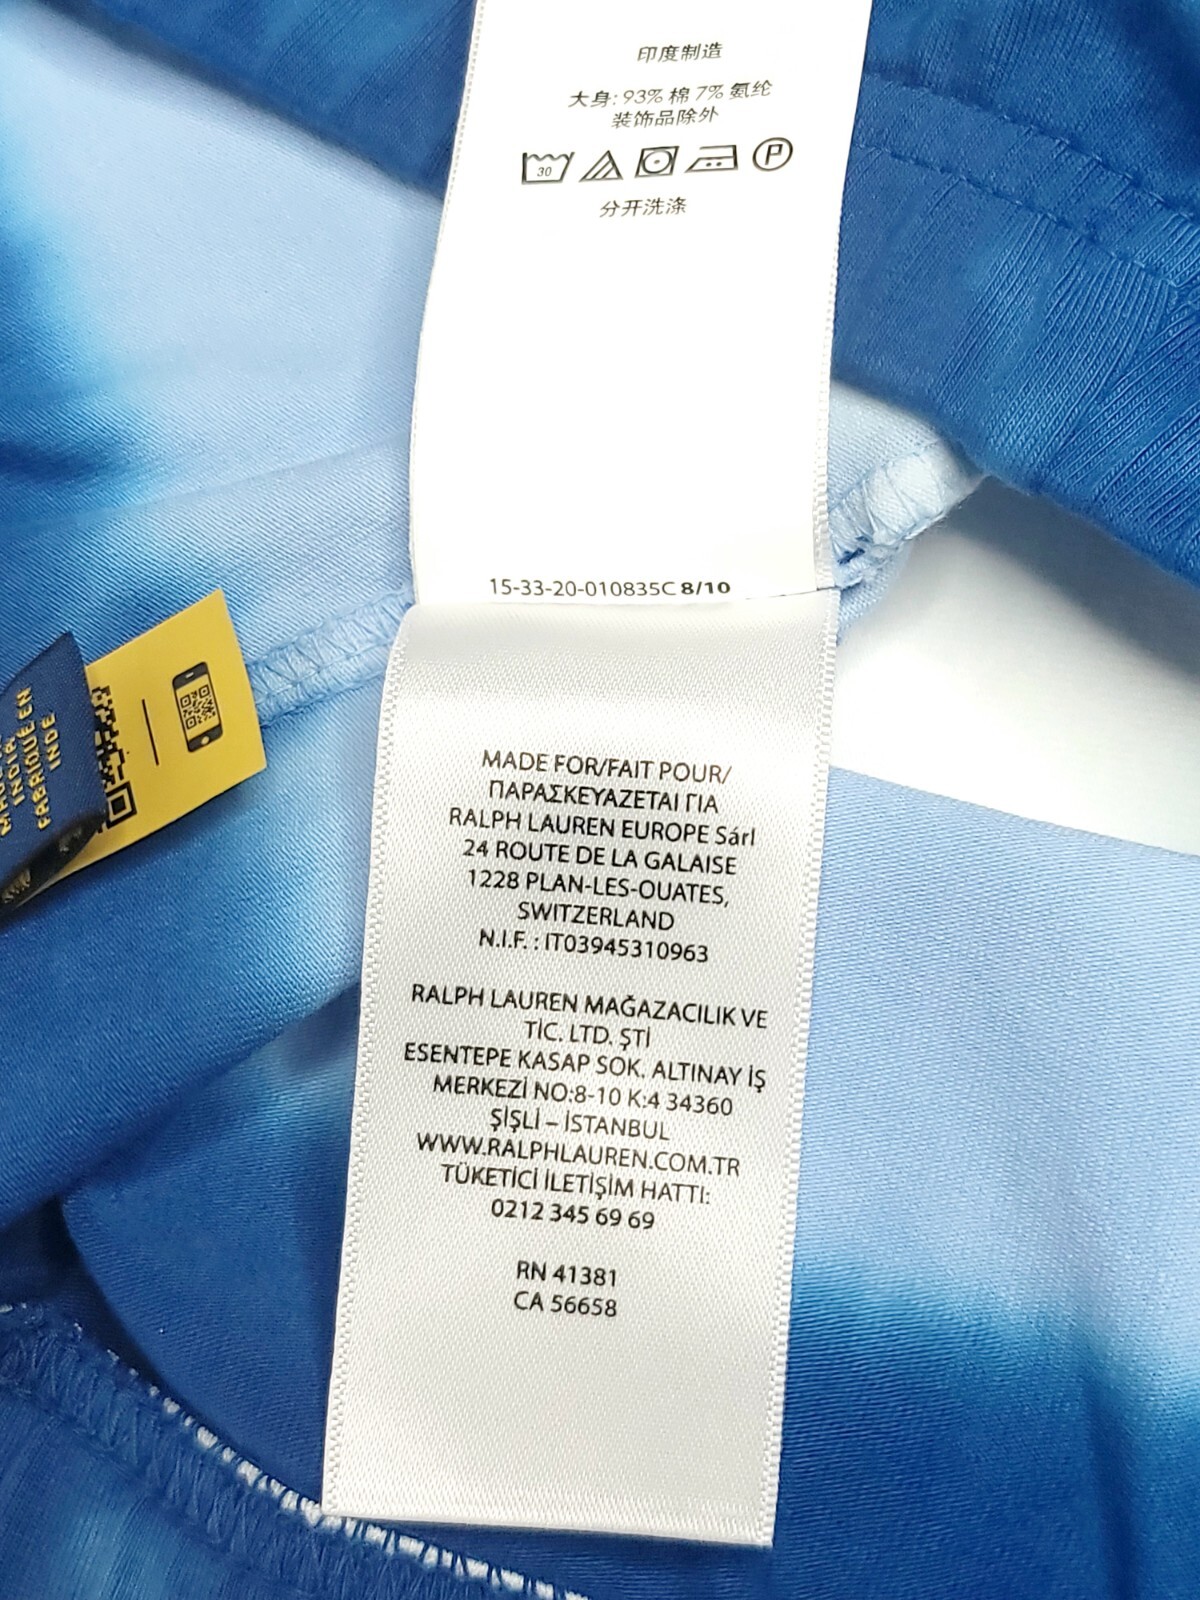 印度制造
大身: 93% 棉 7% 氨纶
装饰品除外
30
P
分开洗涤
15-33-20-010835C 8/10
MADE FOR/FAIT POUR/
ΠΑΡΑΣΚΕΥΑΖΕΤΑΙ ΓΙΑ
RALPH LAUREN EUROPE Sárl
24 ROUTE DE LA GALAISE
1228 PLAN-LES-OUATES,
SWITZERLAND
N.I.F. : IT03945310963
RALPH LAUREN MAĞAZACILIK VE
TİC. LTD. ŞTİ
ESENTEPE KASAP SOK. ALTINAY İŞ
MERKEZİ NO:8-10 K:4 34360
ŞİŞLİ – İSTANBUL
WWW.RALPHLAUREN.COM.TR
TÜKETİCİ İLETİŞİM HATTI:
0212 345 69 69
RN 41381
CA 56658
INDIA
FABRIQUÉ EN
INDE